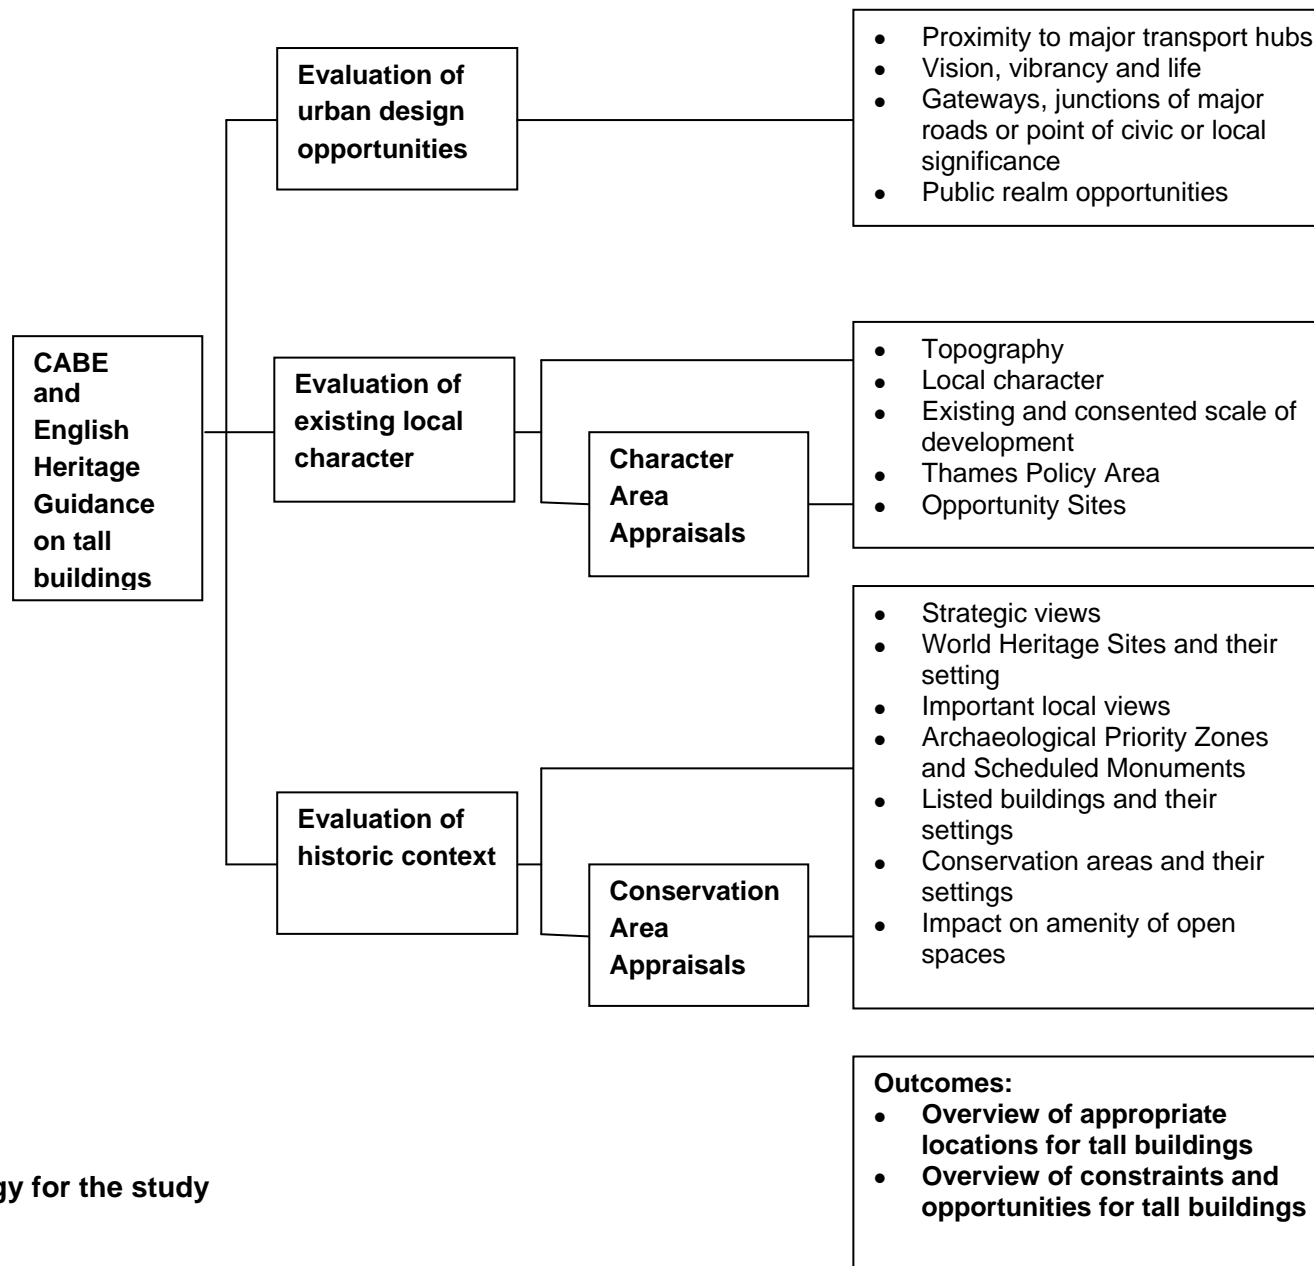 CABE
and
English
Heritage
Guidance
on tall
buildings
Evaluation of
urban design
opportunities
• Proximity to major transport hubs
• Vision, vibrancy and life
• Gateways, junctions of major
roads or point of civic or local
significance
• Public realm opportunities
Evaluation of
existing local
character
Character
Area
Appraisals
• Topography
• Local character
• Existing and consented scale of
development
• Thames Policy Area
• Opportunity Sites
Evaluation of
historic context
Conservation
Area
Appraisals
• Strategic views
• World Heritage Sites and their
setting
• Important local views
• Archaeological Priority Zones
and Scheduled Monuments
• Listed buildings and their
settings
• Conservation areas and their
settings
• Impact on amenity of open
spaces
Outcomes:
• Overview of appropriate
locations for tall buildings
• Overview of constraints and
opportunities for tall buildings
gy for the study